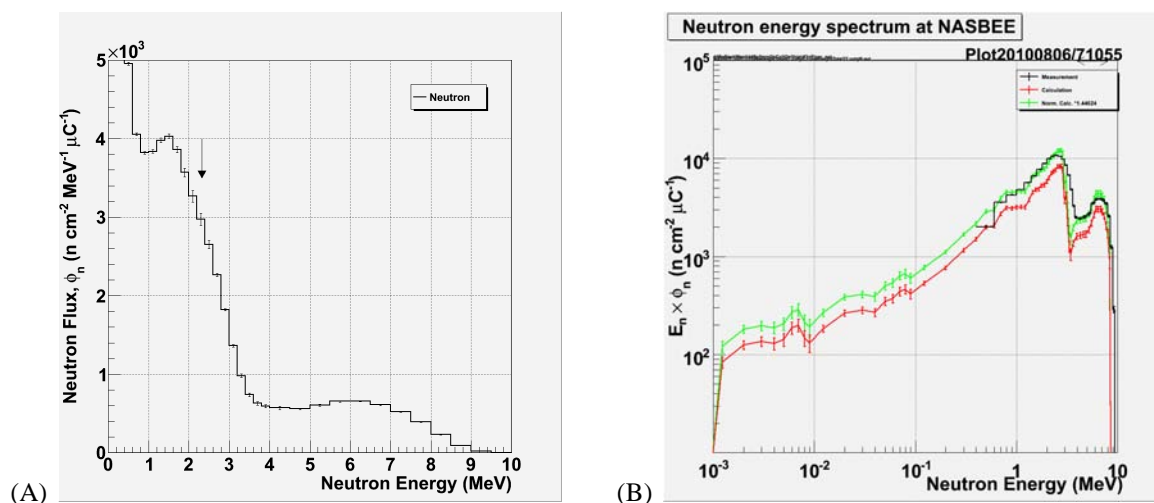 ×10³
5
4
3
2
1
0
0 1 2 3 4 5 6 7 8 9 10
Neutron Energy (MeV)
Neutron Flux, ϕₙ (n cm⁻² MeV⁻¹ μC⁻¹)
Neutron
(A)
Neutron energy spectrum at NASBEE
Plot20100806/71055
Measurement
Calculation
Norm. Calc.
10⁵
10⁴
10³
10²
10⁻³ 10⁻² 10⁻¹ 1 10
Neutron Energy (MeV)
Eₙ × ϕₙ (n cm⁻² μC⁻¹)
(B)